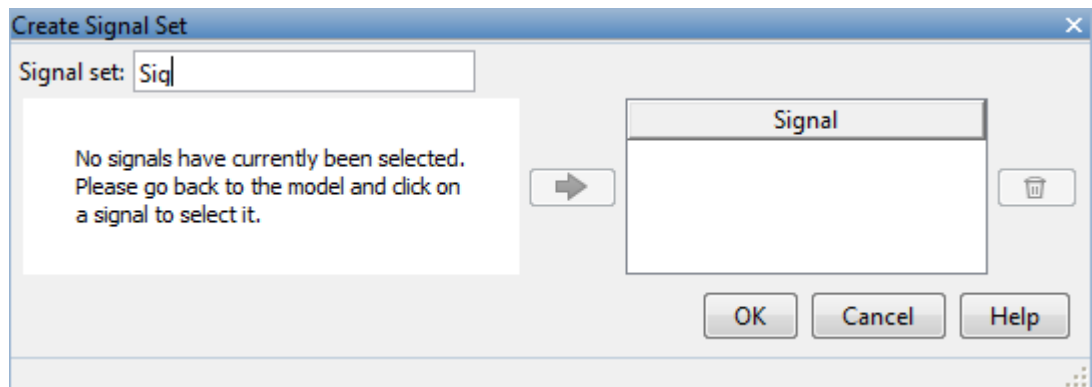 Create Signal Set
Signal set: Sig
No signals have currently been selected.
Please go back to the model and click on
a signal to select it.
Signal
OK Cancel Help